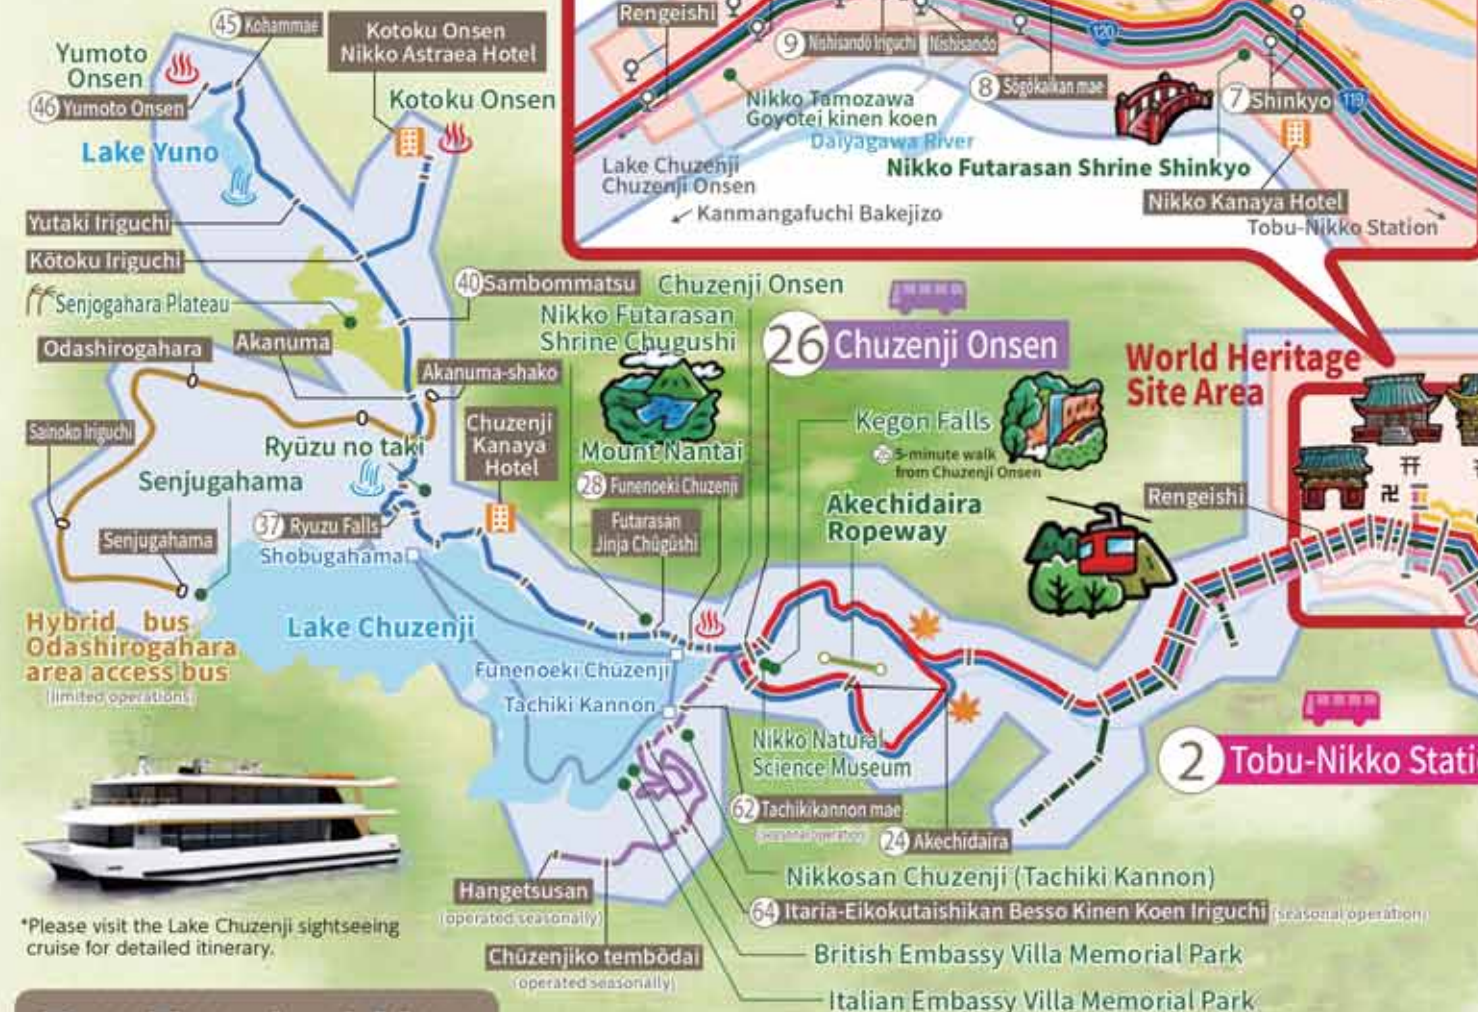 45 Kohammae
Yumoto
Onsen
46 Yumoto Onsen
Kotoku Onsen
Nikko Astraea Hotel
Kotoku Onsen
Lake Yuno
Yutaki Iriguchi
Kōtoku Iriguchi
Senjogahara Plateau
40 Sambommatsu
Odashirogahara
Akanuma
Akanuma-shako
Sainoko Iriguchi
Ryūzu no taki
Senjugahama
Senjugahama
37 Ryuzu Falls
Shobugahama
Chuzenji
Kanaya
Hotel
Hybrid bus
Odashirogahara
area access bus
(limited operations)
Lake Chuzenji
Rengeishi
9 Nishisando Iriguchi
Nishisando
120
8 Sōgōkaikan mae
7 Shinkyo
119
Nikko Tamozawa
Goyotei kinen koen
Daiyagawa River
Nikko Futarasan Shrine Shinkyo
Lake Chuzenji
Chuzenji Onsen
Kanmangafuchi Bakejizo
Nikko Kanaya Hotel
Tobu-Nikko Station
Chuzenji Onsen
Nikko Futarasan
Shrine Chugushi
26 Chuzenji Onsen
Mount Nantai
28 Funenoeki Chuzenji
Futarasan
Jinja Chūgūshi
Kegon Falls
26 5-minute walk
from Chuzenji Onsen
Akechidaira
Ropeway
World Heritage
Site Area
Rengeishi
Funenoeki Chuzenji
Tachiki Kannon
Nikko Natural
Science Museum
2 Tobu-Nikko Stati
62 Tachikikannon mae
(seasonal operation)
24 Akechidaira
Hangetsusan
(operated seasonally)
Chūzenjiko tembōdai
(operated seasonally)
Nikkosan Chuzenji (Tachiki Kannon)
64 Itaria-Eikokutaishikan Besso Kinen Koen Iriguchi (seasonal operation)
British Embassy Villa Memorial Park
Italian Embassy Villa Memorial Park
*Please visit the Lake Chuzenji sightseeing
cruise for detailed itinerary.